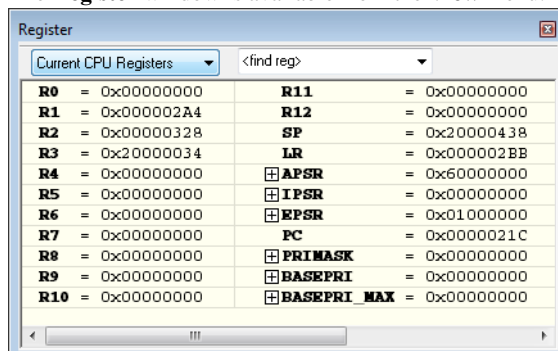 Register
Current CPU Registers <find reg>
R0 = 0x00000000 R11 = 0x00000000
R1 = 0x000002A4 R12 = 0x00000000
R2 = 0x00000328 SP = 0x20000438
R3 = 0x20000034 LR = 0x000002BB
R4 = 0x00000000 APSR = 0x60000000
R5 = 0x00000000 IPSR = 0x00000000
R6 = 0x00000000 EPSR = 0x01000000
R7 = 0x00000000 PC = 0x0000021C
R8 = 0x00000000 PRIMASK = 0x00000000
R9 = 0x00000000 BASEPRI = 0x00000000
R10 = 0x00000000 BASEPRI_MAX = 0x00000000